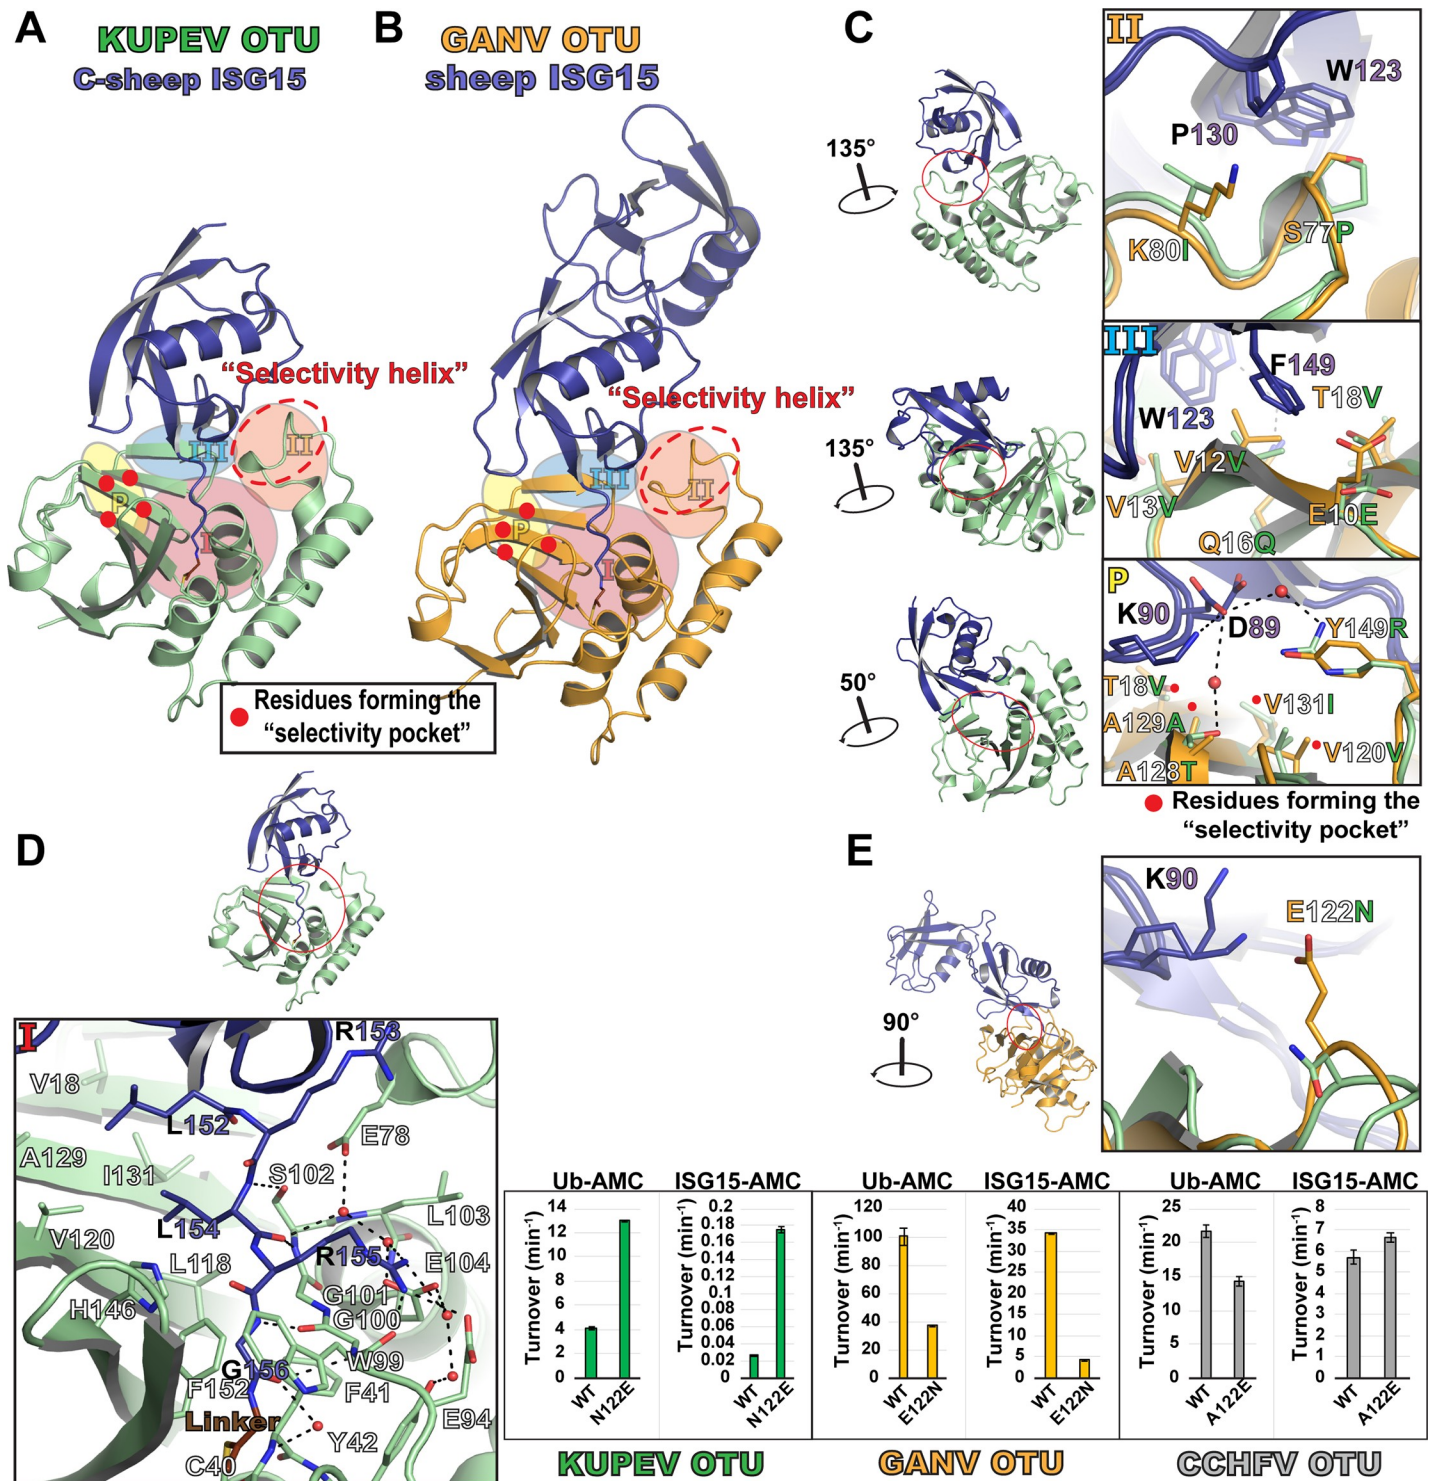 A
KUPEV OTU
C-sheep ISG15
B
GANV OTU
sheep ISG15
"Selectivity helix"
II
III
P
I
"Selectivity helix"
II
III
P
I
Residues forming the
"selectivity pocket"
C
135°
135°
50°
II
W123
P130
K80I
S77P
III
F149
T18V
W123
V12V
V13V
E10E
Q16Q
P
K90
D89
Y149R
T18V
V131I
A129A
V120V
A128T
Residues forming the
"selectivity pocket"
D
I
R153
V18
L152
E78
A129
I131
S102
L154
L103
V120
L118
R155
E104
G101
H146
G100
W99
G156
F152
F41
Linker
E94
Y42
C40
E
90°
K90
E122N
Ub-AMC
Turnover (min-1)
14
12
10
8
6
4
2
0
WT
N122E
ISG15-AMC
Turnover (min-1)
0.2
0.18
0.16
0.14
0.12
0.1
0.08
0.06
0.04
0.02
0
WT
N122E
KUPEV OTU
Ub-AMC
Turnover (min-1)
120
100
80
60
40
20
0
WT
E122N
ISG15-AMC
Turnover (min-1)
40
35
30
25
20
15
10
5
0
WT
E122N
GANV OTU
Ub-AMC
Turnover (min-1)
25
20
15
10
5
0
WT
A122E
ISG15-AMC
Turnover (min-1)
8
7
6
5
4
3
2
1
0
WT
A122E
CCHFV OTU